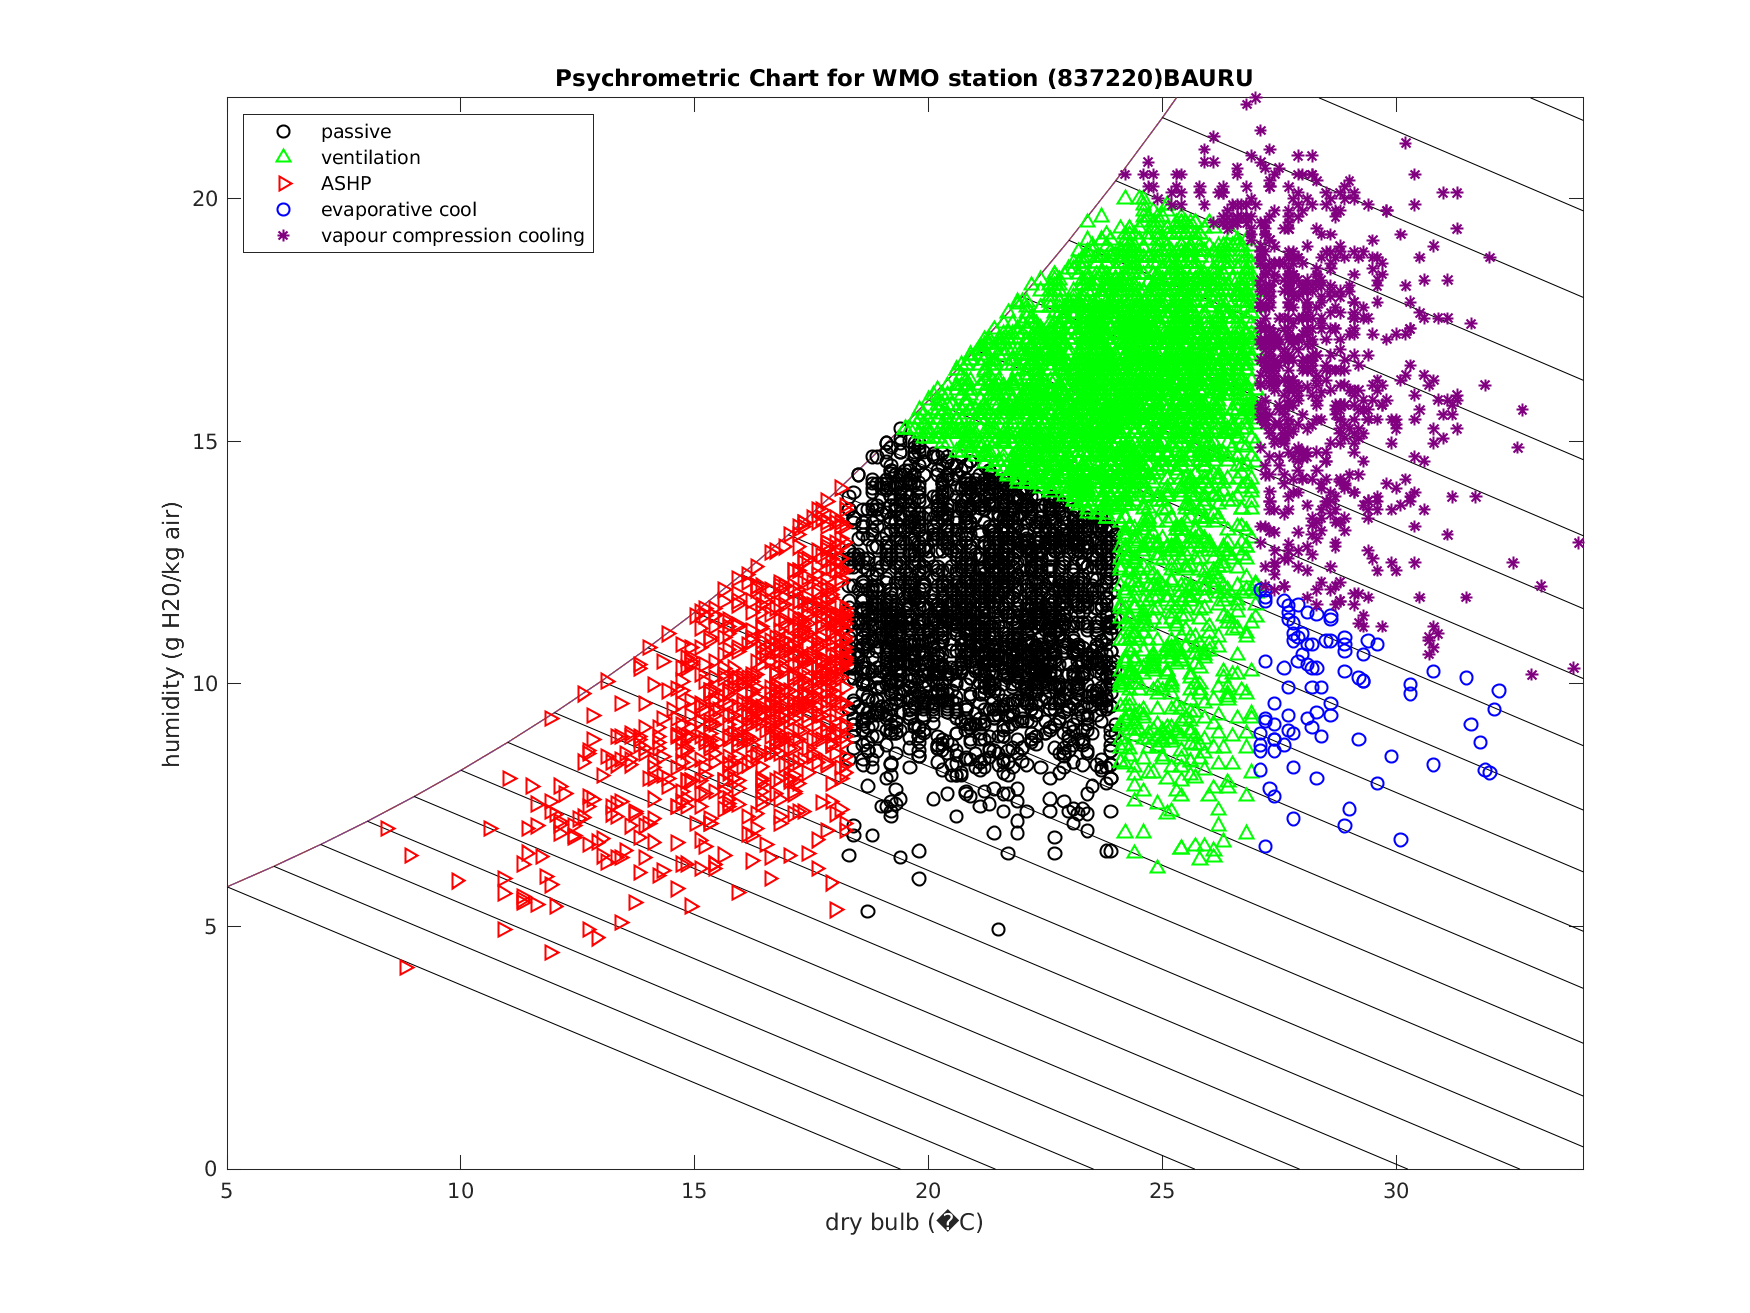 Psychrometric Chart for WMO station (837220)BAURU
passive
ventilation
ASHP
evaporative cool
vapour compression cooling
humidity (g H20/kg air)
20
15
10
5
0
5 10 15 20 25 30
dry bulb (�C)